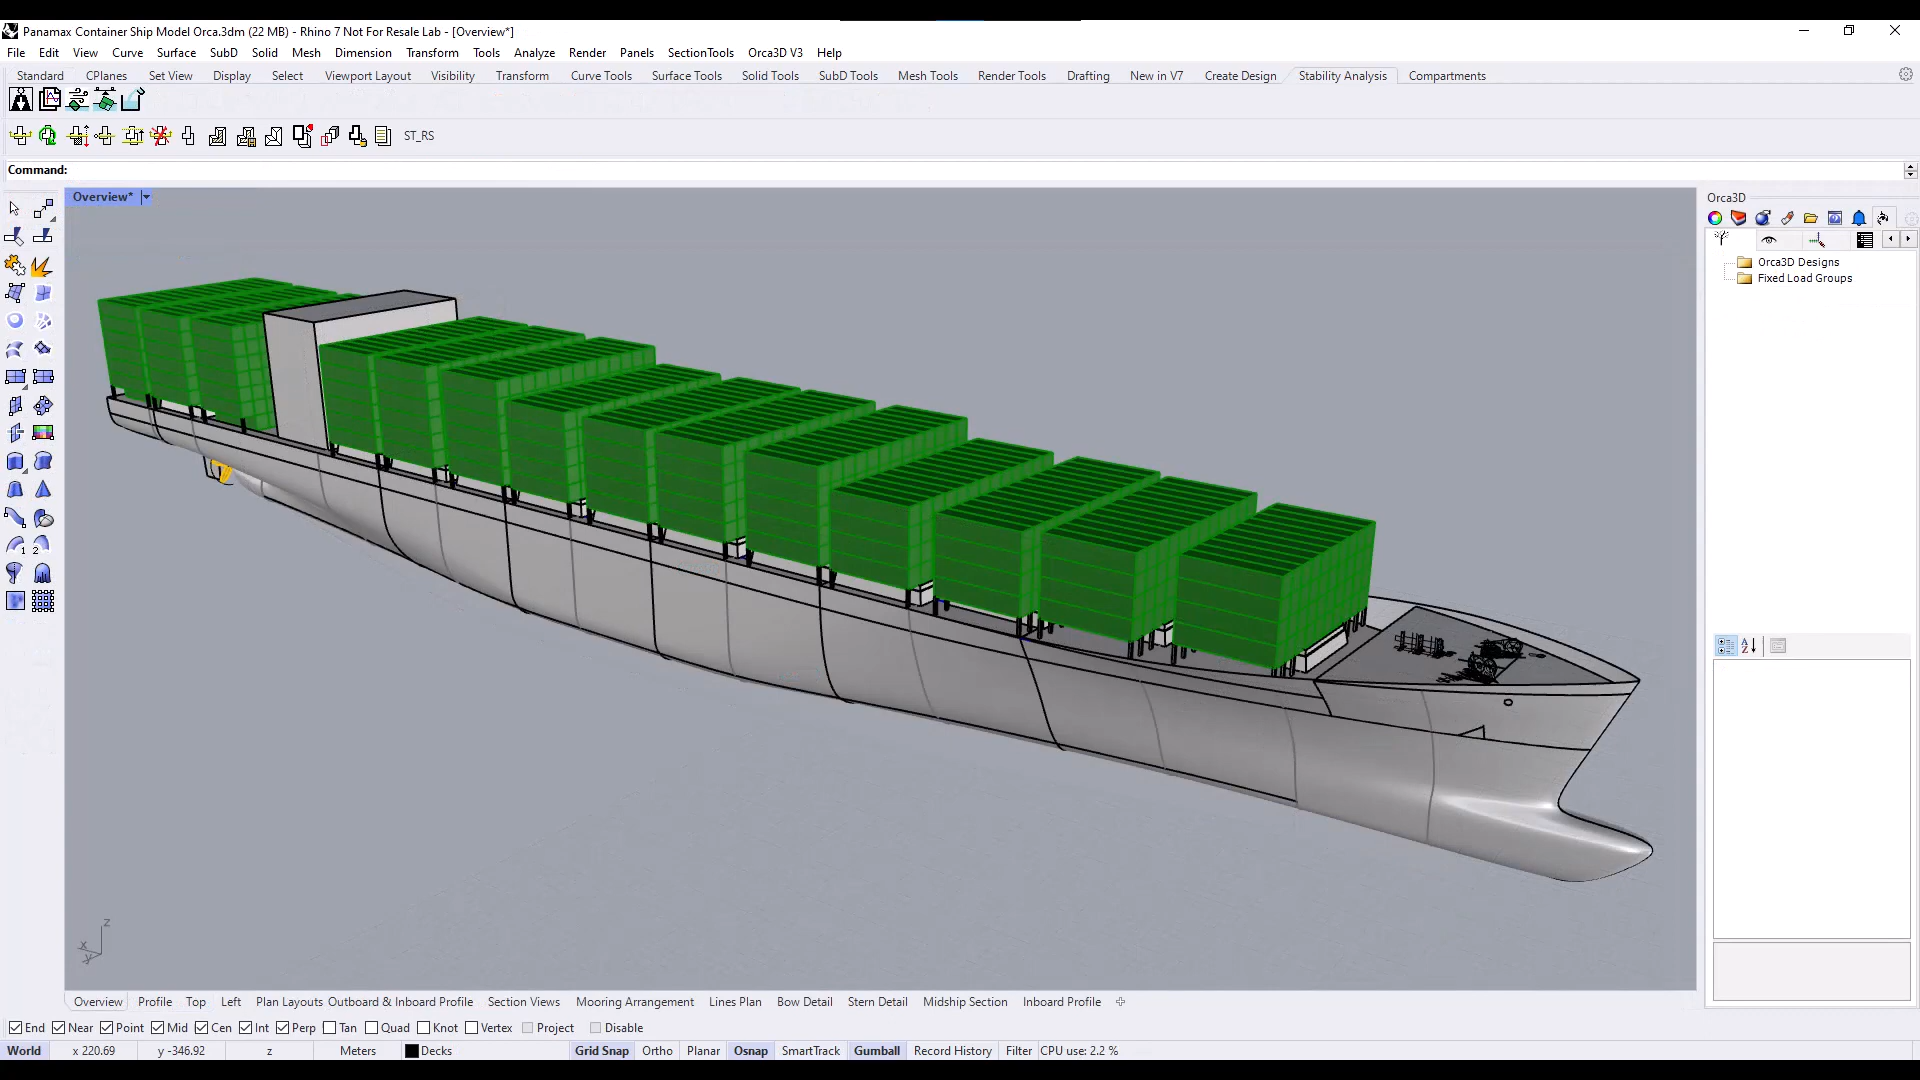 Panamax Container Ship Model Orca.3dm (22 MB) - Rhino 7 Not For Resale Lab - [Overview*]
File Edit View Curve Surface SubD Solid Mesh Dimension Transform Tools Analyze Render Panels SectionTools Orca3D V3 Help
Standard CPlanes Set View Display Select Viewport Layout Visibility Transform Curve Tools Surface Tools Solid Tools SubD Tools Mesh Tools Render Tools Drafting New in V7 Create Design Stability Analysis Compartments
ST_RS
Command:
Overview*
Orca3D
Orca3D Designs
Fixed Load Groups
1 2
z
x
y
Overview Profile Top Left Plan Layouts Outboard & Inboard Profile Section Views Mooring Arrangement Lines Plan Bow Detail Stern Detail Midship Section Inboard Profile
End Near Point Mid Cen Int Perp Tan Quad Knot Vertex Project Disable
World x 220.69 y -346.92 z Meters Decks Grid Snap Ortho Planar Osnap SmartTrack Gumball Record History Filter CPU use: 2.2 %